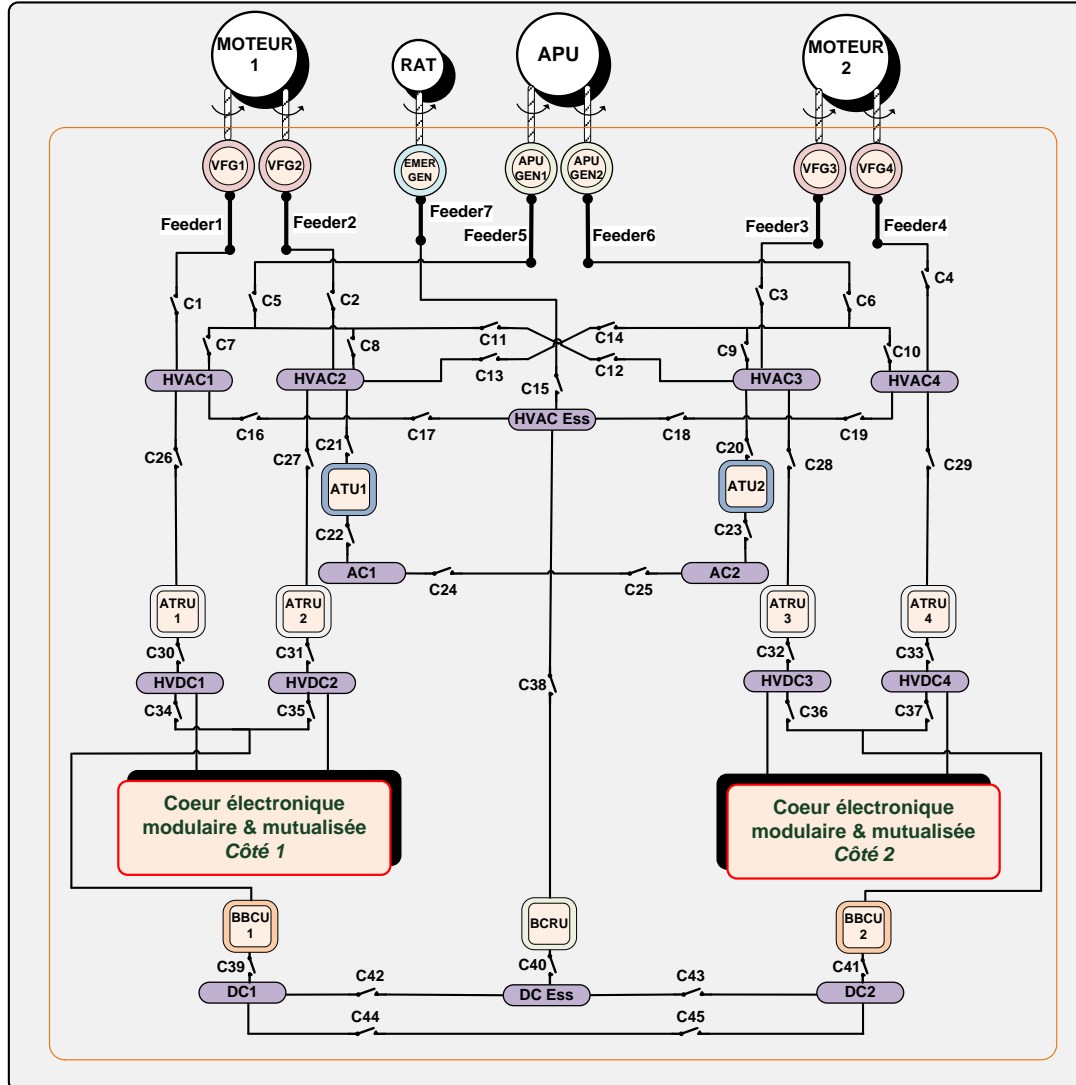 MOTEUR
1
RAT
APU
MOTEUR
2
VFG1
VFG2
EMER
GEN
APU
GEN1
APU
GEN2
VFG3
VFG4
Feeder1
Feeder2
Feeder7
Feeder5
Feeder6
Feeder3
Feeder4
C1
C5
C2
C3
C6
C4
C7
C8
C11
C14
C9
C10
C13
C12
C15
HVAC1
HVAC2
HVAC3
HVAC4
HVAC Ess
C16
C17
C18
C19
C26
C27
C21
C20
C28
C29
ATU1
ATU2
C22
C23
AC1
AC2
C24
C25
ATRU
1
ATRU
2
ATRU
3
ATRU
4
C30
C31
C32
C33
HVDC1
HVDC2
C38
HVDC3
HVDC4
C34
C35
C36
C37
Coeur électronique
modulaire & mutualisée
Côté 1
Coeur électronique
modulaire & mutualisée
Côté 2
BBCU
1
BCRU
BBCU
2
C39
C40
C41
C42
C43
DC1
DC Ess
DC2
C44
C45